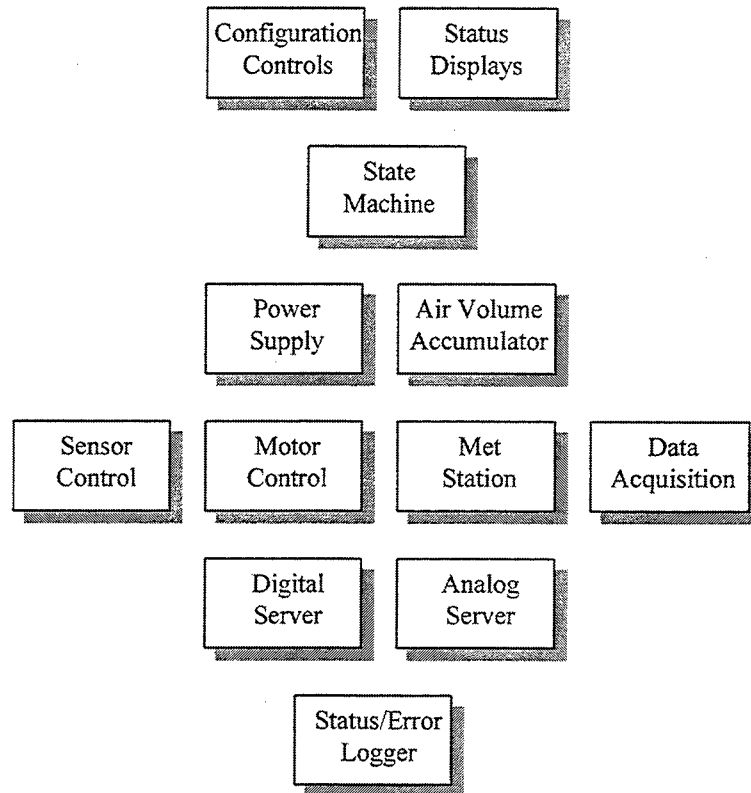 Configuration
Controls
Status
Displays
State
Machine
Power
Supply
Air Volume
Accumulator
Sensor
Control
Motor
Control
Met
Station
Data
Acquisition
Digital
Server
Analog
Server
Status/Error
Logger